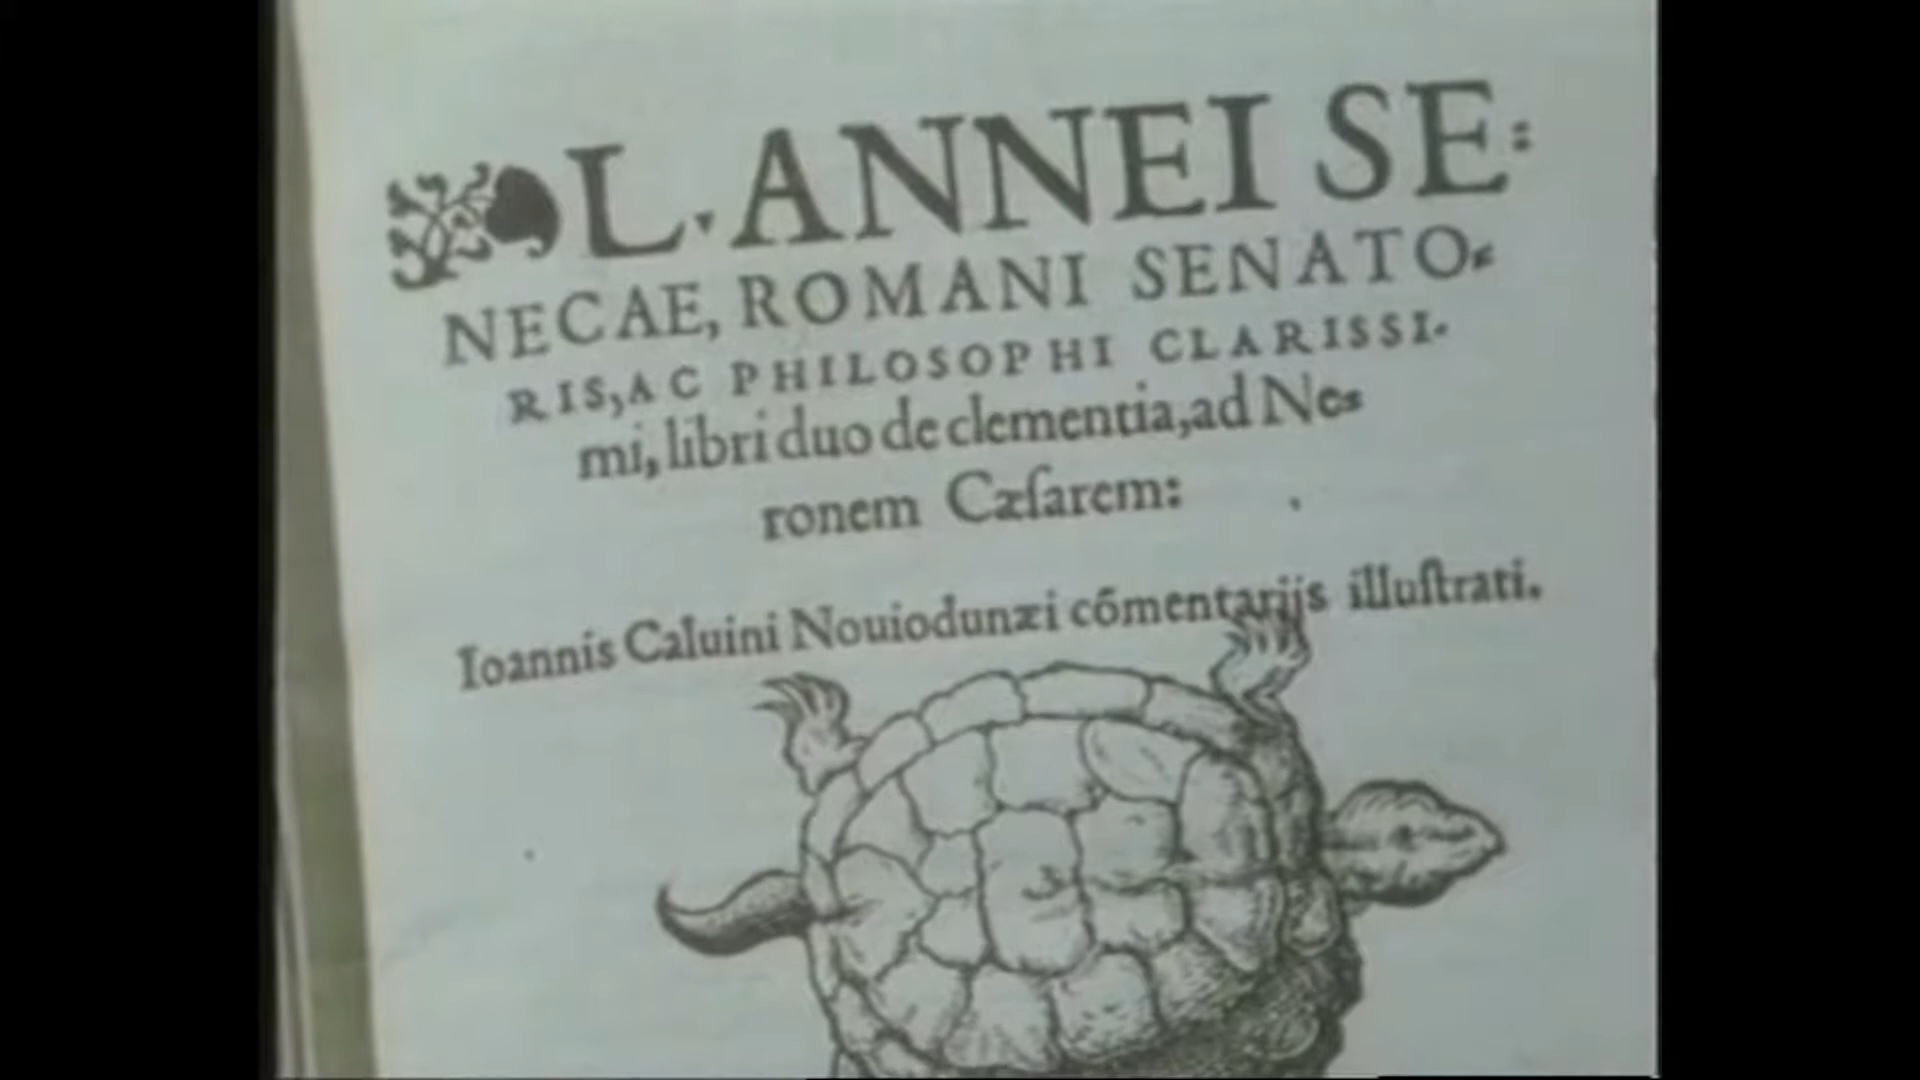 L. ANNEI SE-
NECAE, ROMANI SENATO-
RIS, AC PHILOSOPHI CLARISSI-
mi, libri duo de clementia, ad Ne-
ronem Cæſarem:
Ioannis Caluini Nouiodunæi cōmentarijs illuſtrati.